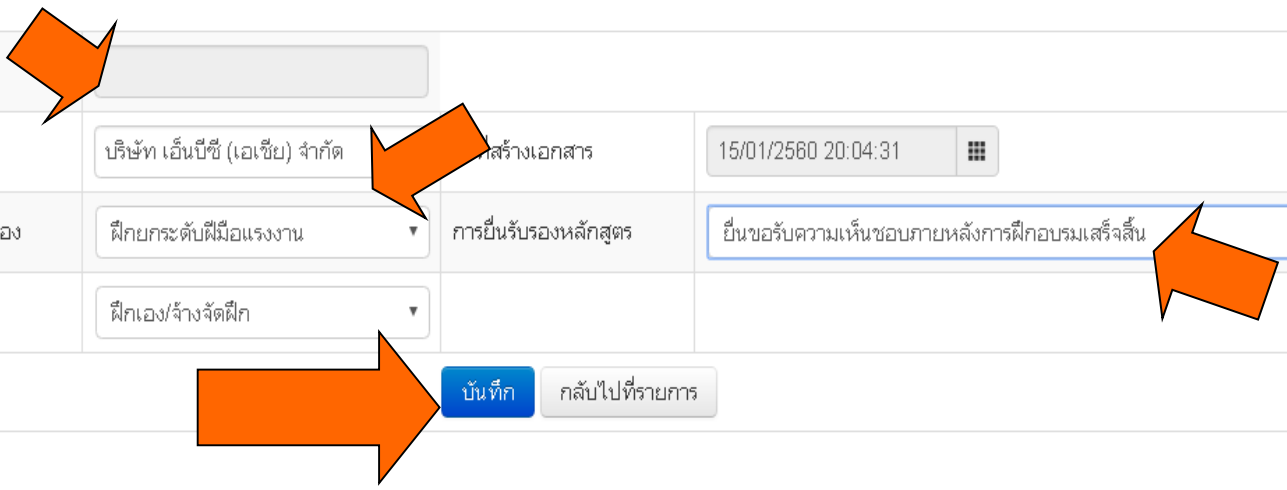 บริษัท เอ็นบีซี (เอเชีย) จำกัด
ที่สร้างเอกสาร
15/01/2560 20:04:31
อง
ฝึกยกระดับฝีมือแรงงาน
การยื่นรับรองหลักสูตร
ยื่นขอรับความเห็นชอบภายหลังการฝึกอบรมเสร็จสิ้น
ฝึกเอง/จ้างจัดฝึก
บันทึก
กลับไปที่รายการ